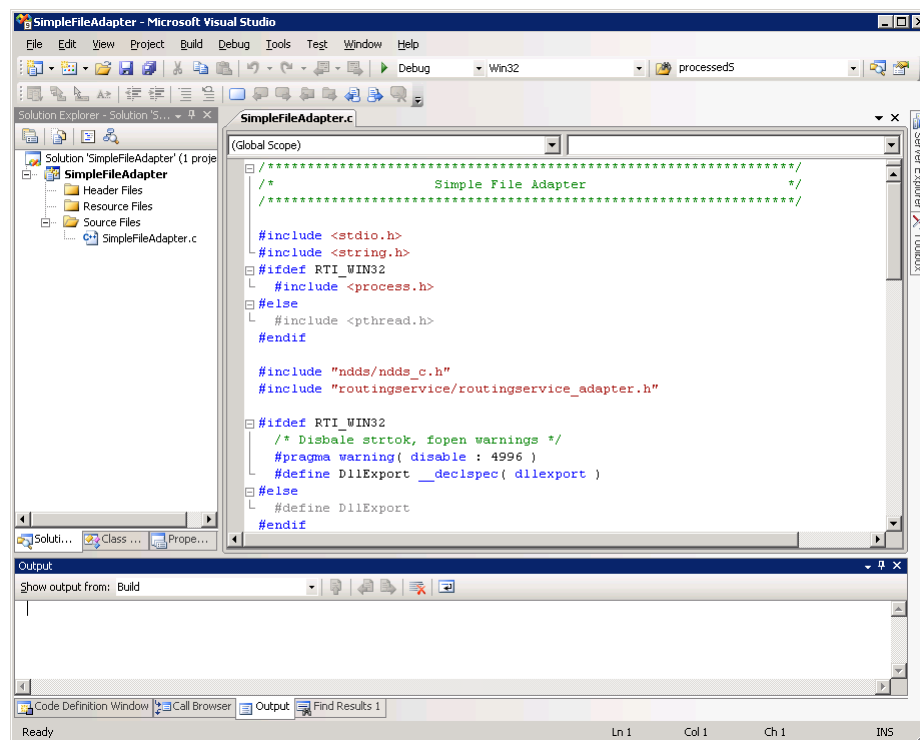 SimpleFileAdapter - Microsoft Visual Studio
File Edit View Project Build Debug Tools Test Window Help
Debug Win32 processed5
Solution Explorer - Solution 'S...
SimpleFileAdapter.c
(Global Scope)
Solution 'SimpleFileAdapter' (1 proje
SimpleFileAdapter
Header Files
Resource Files
Source Files
SimpleFileAdapter.c
/******************************************************************/
/* Simple File Adapter */
/******************************************************************/
#include <stdio.h>
#include <string.h>
#ifdef RTI_WIN32
#include <process.h>
#else
#include <pthread.h>
#endif
#include "ndds/ndds_c.h"
#include "routingservice/routingservice_adapter.h"
#ifdef RTI_WIN32
/* Disbale strtok, fopen warnings */
#pragma warning( disable : 4996 )
#define DllExport __declspec( dllexport )
#else
#define DllExport
#endif
Server Explorer
Toolbox
Soluti... Class ... Prope...
Output
Show output from: Build
Code Definition Window Call Browser Output Find Results 1
Ready Ln 1 Col 1 Ch 1 INS